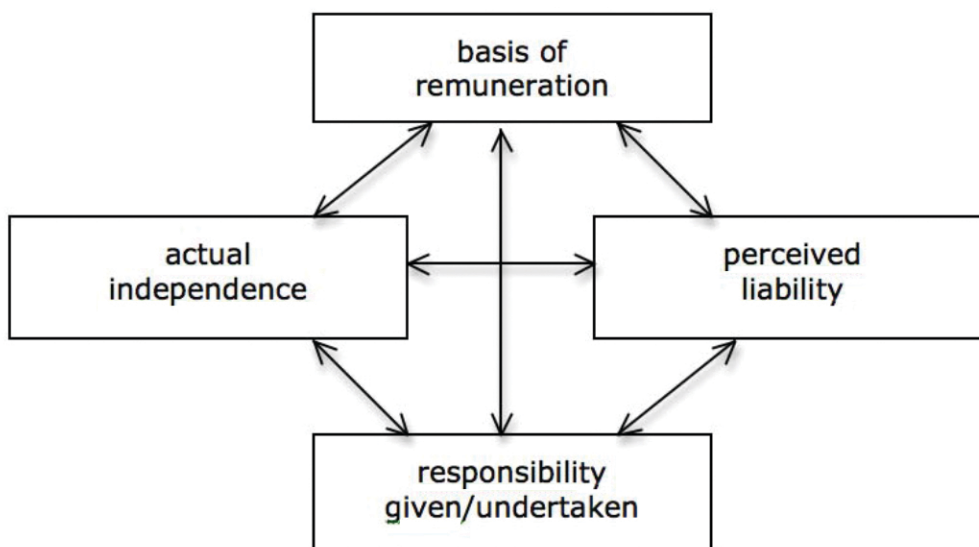 basis of
remuneration
actual
independence
perceived
liability
responsibility
given/undertaken